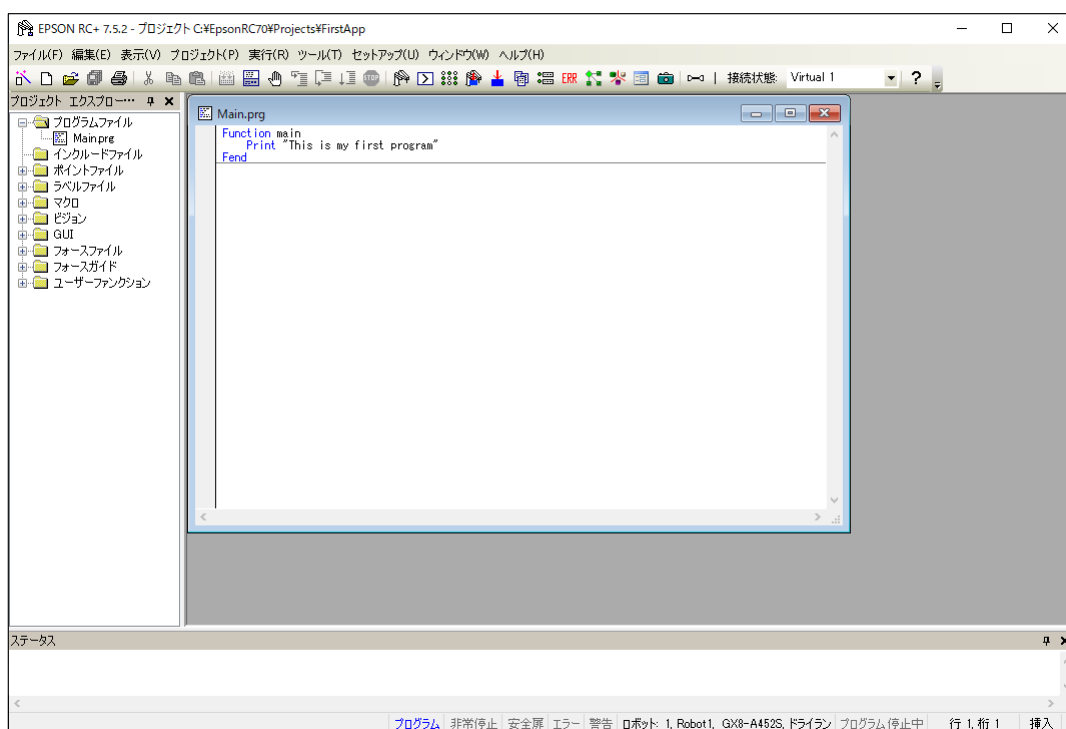 EPSON RC+ 7.5.2 - プロジェクト C:¥EpsonRC70¥Projects¥FirstApp
ファイル(F) 編集(E) 表示(V) プロジェクト(P) 実行(R) ツール(T) セットアップ(U) ウィンドウ(W) ヘルプ(H)
STOP ERR 接続状態: Virtual 1 ?
プロジェクト エクスプロー…
プログラムファイル
Main.prg
インクルードファイル
ポイントファイル
ラベルファイル
マクロ
ビジョン
GUI
フォースファイル
フォースガイド
ユーザーファンクション
Main.prg
Function main
Print "This is my first program"
Fend
ステータス
プログラム 非常停止 安全扉 エラー 警告 ロボット: 1, Robot1, GX8-A452S, ドライラン プログラム停止中 行 1, 桁 1 挿入